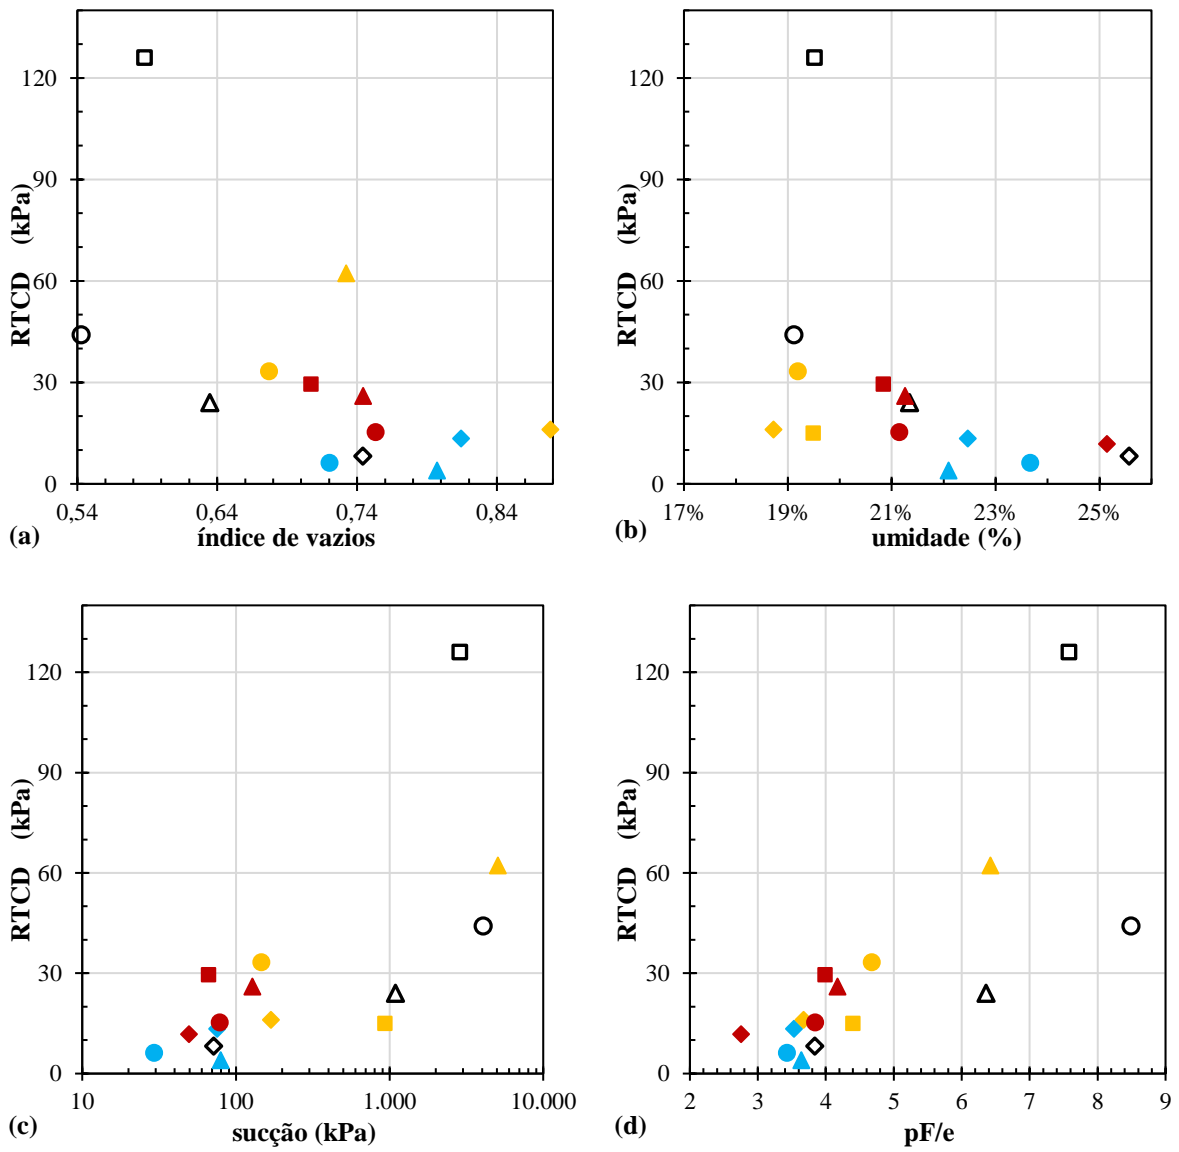 120
90
60
30
0
RTCD (kPa)
0,54 0,64 0,74 0,84
(a) índice de vazios
120
90
60
30
0
RTCD (kPa)
17% 19% 21% 23% 25%
(b) umidade (%)
120
90
60
30
0
RTCD (kPa)
10 100 1.000 10.000
(c) sucção (kPa)
120
90
60
30
0
RTCD (kPa)
2 3 4 5 6 7 8 9
(d) pF/e